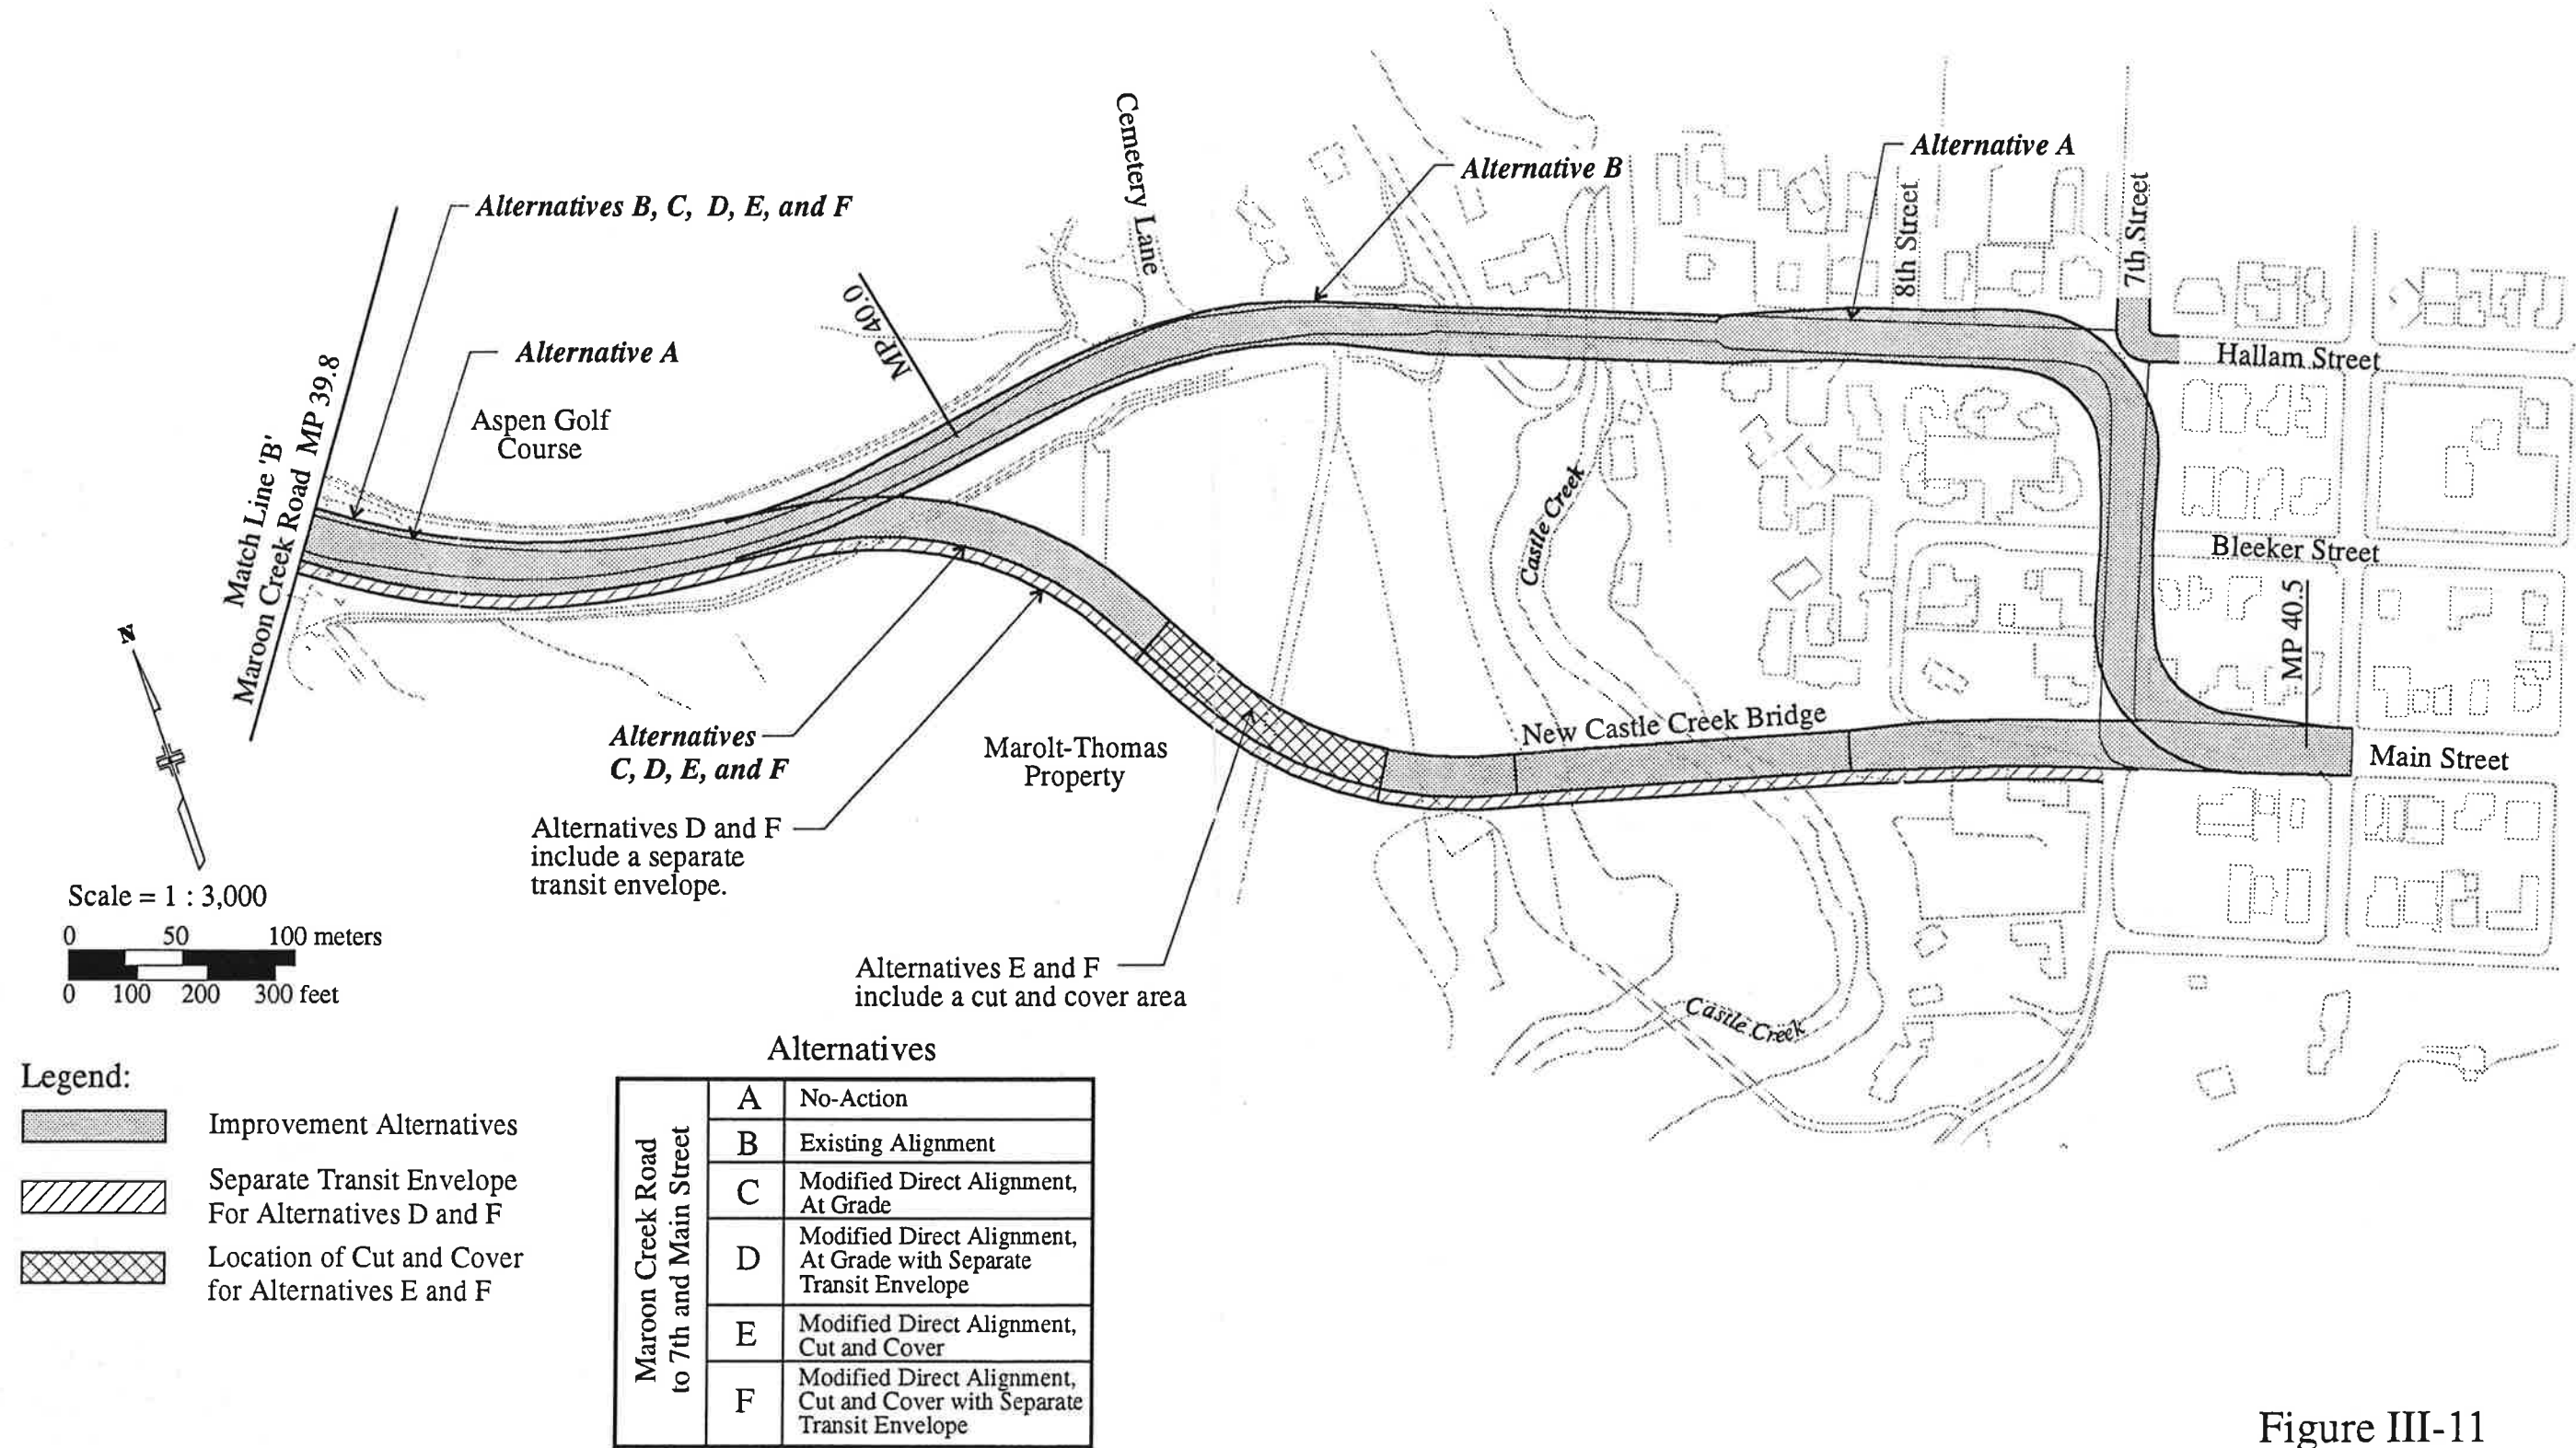 Cemetery Lane
Alternative B
Alternative A
8th Street
7th Street
Alternatives B, C, D, E, and F
MP 40.0
Alternative A
Aspen Golf
Course
Match Line 'B'
Maroon Creek Road MP 39.8
Hallam Street
Castle Creek
Bleeker Street
MP 40.5
N
New Castle Creek Bridge
Main Street
Alternatives
C, D, E, and F
Marolt-Thomas
Property
Alternatives D and F
include a separate
transit envelope.
Scale = 1 : 3,000
0 50 100 meters
0 100 200 300 feet
Alternatives E and F
include a cut and cover area
Castle Creek
Legend:
Improvement Alternatives
Separate Transit Envelope
For Alternatives D and F
Location of Cut and Cover
for Alternatives E and F
Alternatives
Maroon Creek Road
to 7th and Main Street
A No-Action
B Existing Alignment
C Modified Direct Alignment,
At Grade
D Modified Direct Alignment,
At Grade with Separate
Transit Envelope
E Modified Direct Alignment,
Cut and Cover
F Modified Direct Alignment,
Cut and Cover with Separate
Transit Envelope
Figure III-11